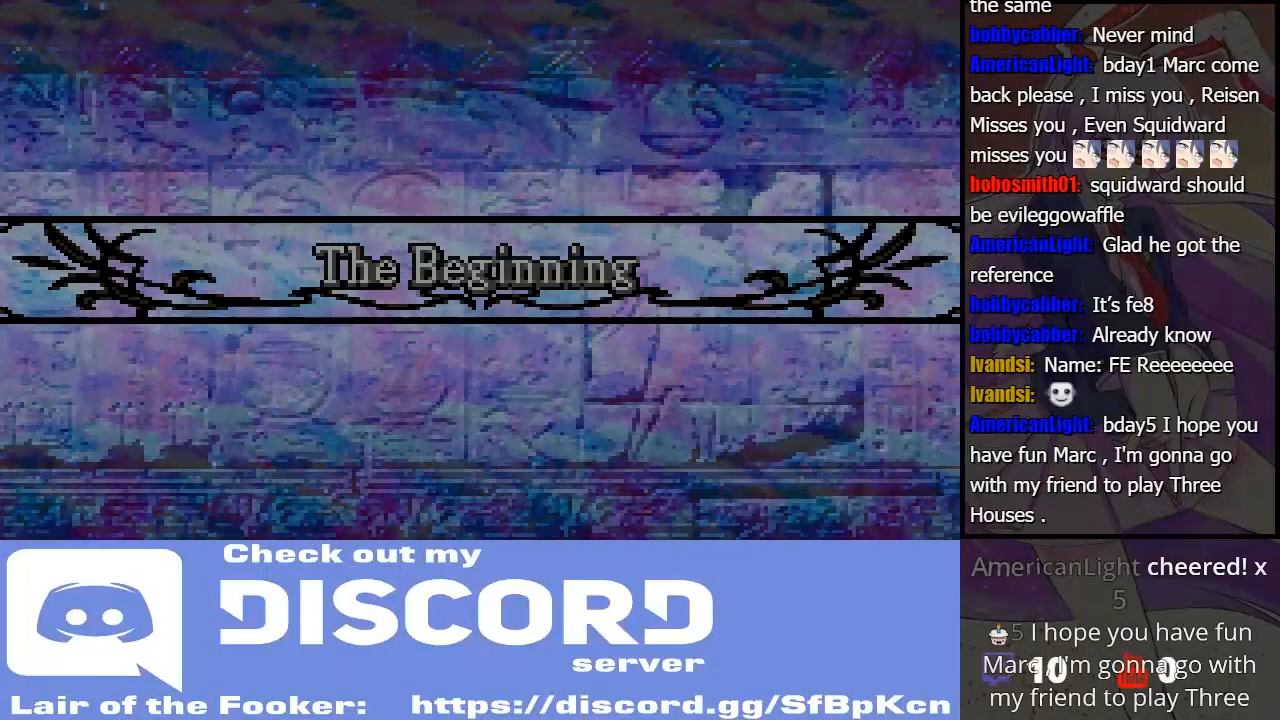 The Beginning
the same
bobbycabber: Never mind
AmericanLight: bday1 Marc come
back please , I miss you , Reisen
Misses you , Even Squidward
misses you
bobosmith01: squidward should
be evileggowaffle
AmericanLight: Glad he got the
reference
bobbycabber: It’s fe8
bobbycabber: Already know
Ivandsi: Name: FE Reeeeeeee
Ivandsi:
AmericanLight: bday5 I hope you
have fun Marc , I'm gonna go
with my friend to play Three
Houses .
Check out my
DISCORD
server
Lair of the Fooker: https://discord.gg/SfBpKcn
AmericanLight cheered! x
5
5 I hope you have fun
Marc , I'm gonna go with
my friend to play Three
10 0